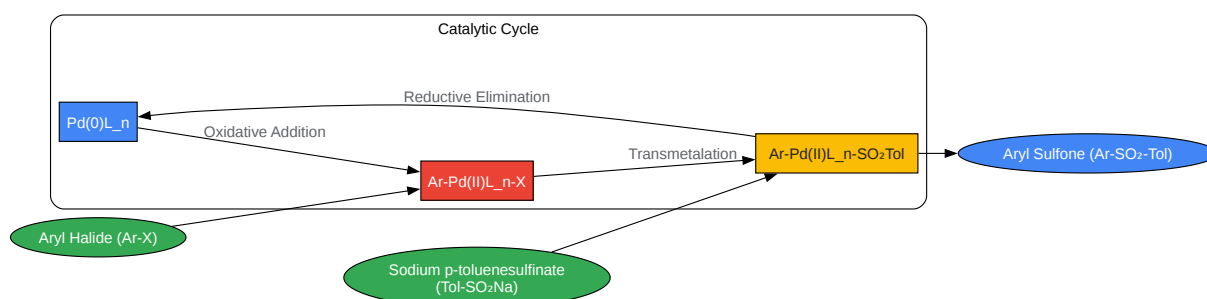 Catalytic Cycle
Reductive Elimination
Pd(0)L_n
Oxidative Addition
Ar-Pd(II)L_n-SO₂Tol
Aryl Sulfone (Ar-SO₂-Tol)
Transmetalation
Ar-Pd(II)L_n-X
Aryl Halide (Ar-X)
Sodium p-toluenesulfinate
(Tol-SO₂Na)